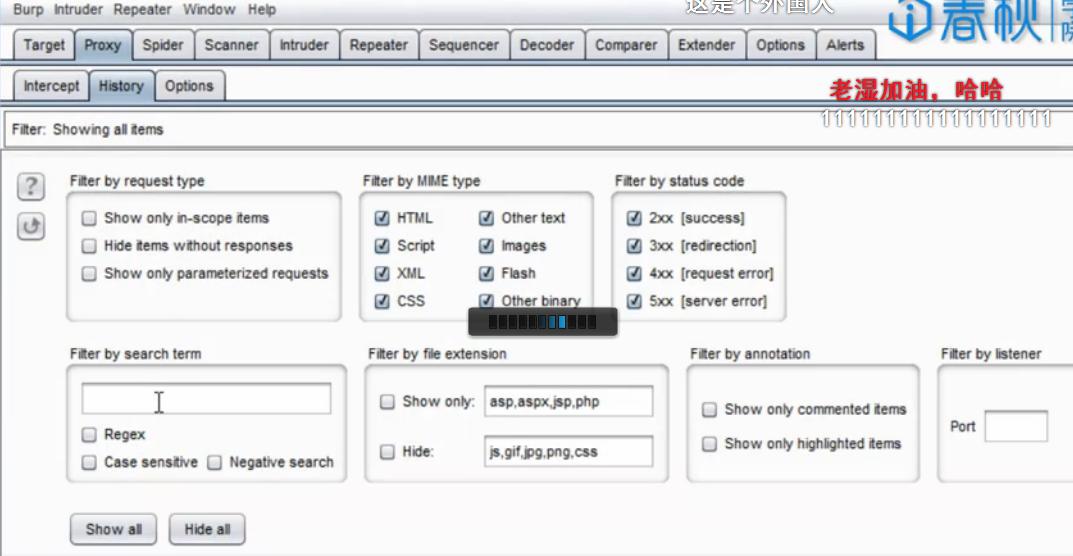 Burp Intruder Repeater Window Help
这是个外国人
春秋
Target Proxy Spider Scanner Intruder Repeater Sequencer Decoder Comparer Extender Options Alerts
Intercept History Options
老湿加油，哈哈
111111111111111111
Filter: Showing all items
?
Filter by request type
Show only in-scope items
Hide items without responses
Show only parameterized requests
Filter by MIME type
HTML Other text
Script Images
XML Flash
CSS Other binary
Filter by status code
2xx [success]
3xx [redirection]
4xx [request error]
5xx [server error]
Filter by search term
Regex
Case sensitive Negative search
Filter by file extension
Show only: asp,aspx,jsp,php
Hide: js,gif,jpg,png,css
Filter by annotation
Show only commented items
Show only highlighted items
Filter by listener
Port
Show all Hide all